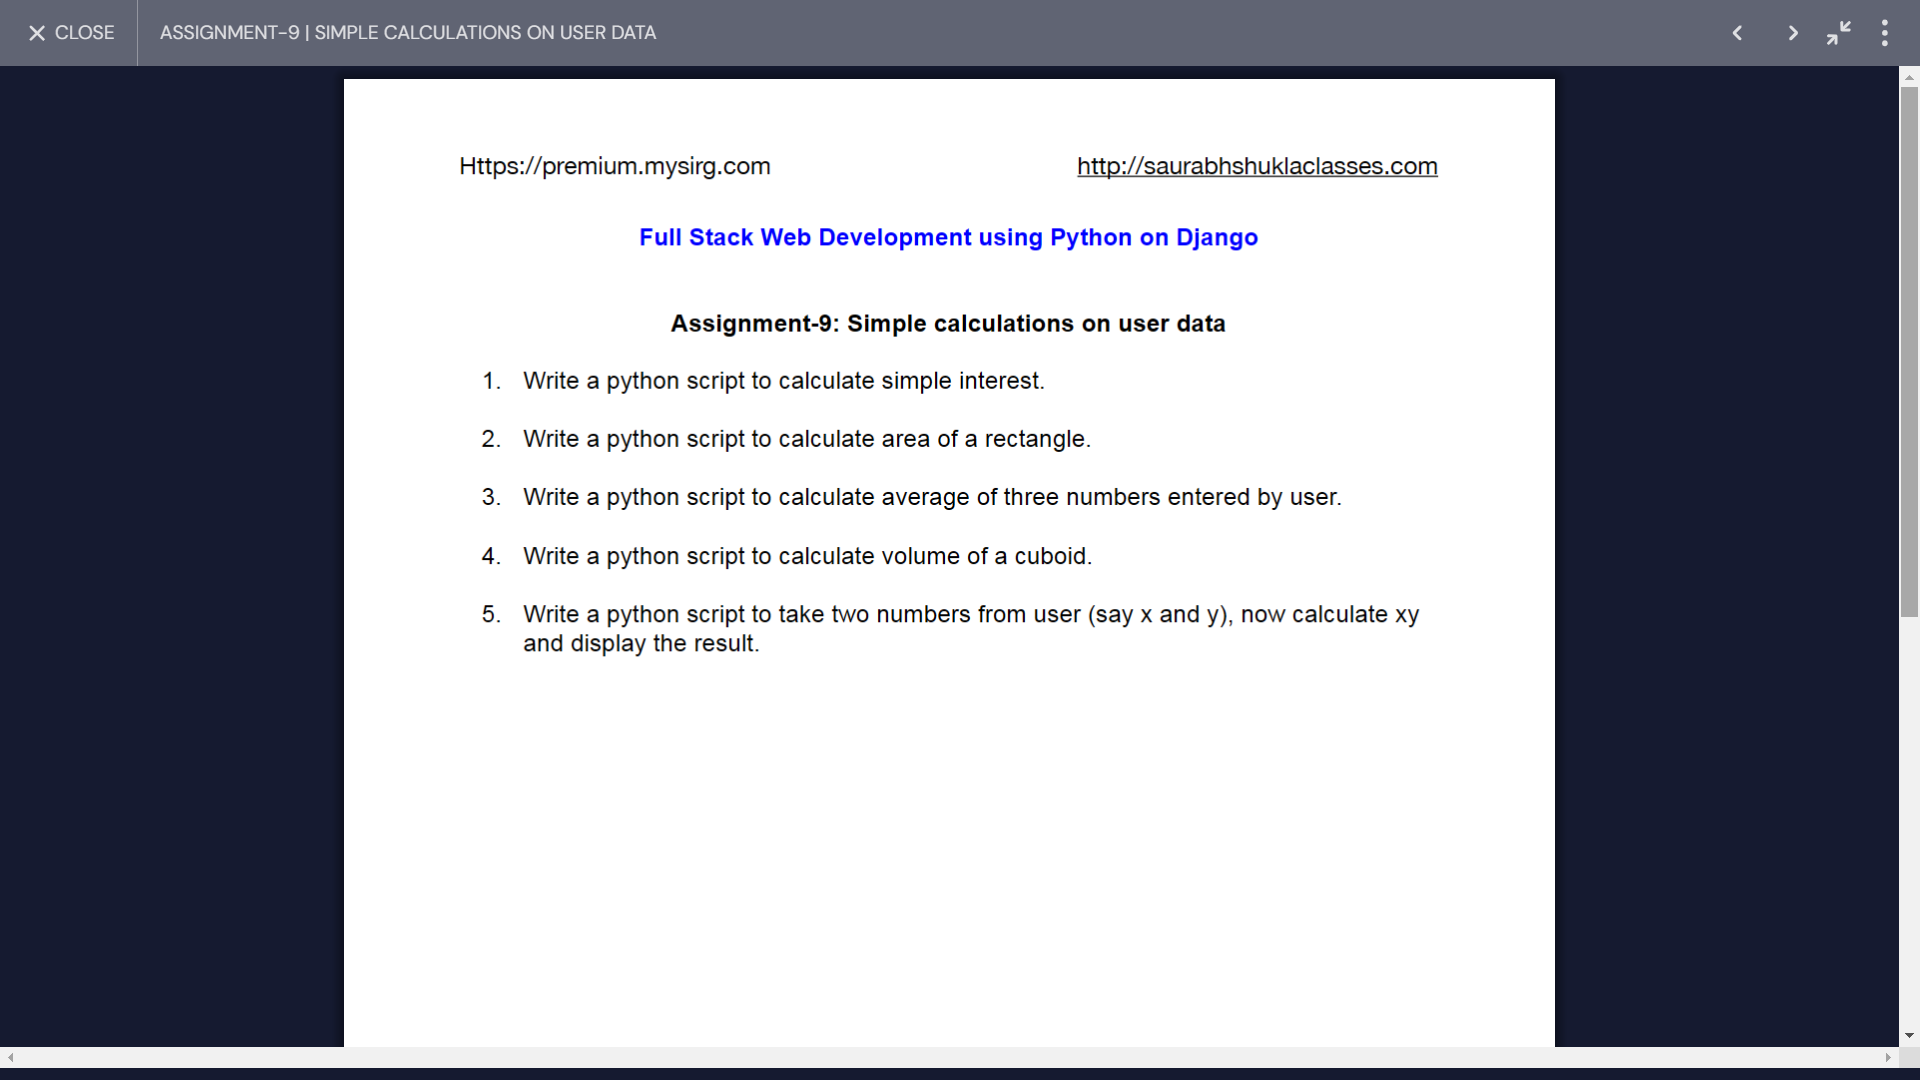 CLOSE
ASSIGNMENT-9 | SIMPLE CALCULATIONS ON USER DATA
Https://premium.mysirg.com
http://saurabhshuklaclasses.com
Full Stack Web Development using Python on Django
Assignment-9: Simple calculations on user data
1. Write a python script to calculate simple interest.
2. Write a python script to calculate area of a rectangle.
3. Write a python script to calculate average of three numbers entered by user.
4. Write a python script to calculate volume of a cuboid.
5. Write a python script to take two numbers from user (say x and y), now calculate xy
and display the result.